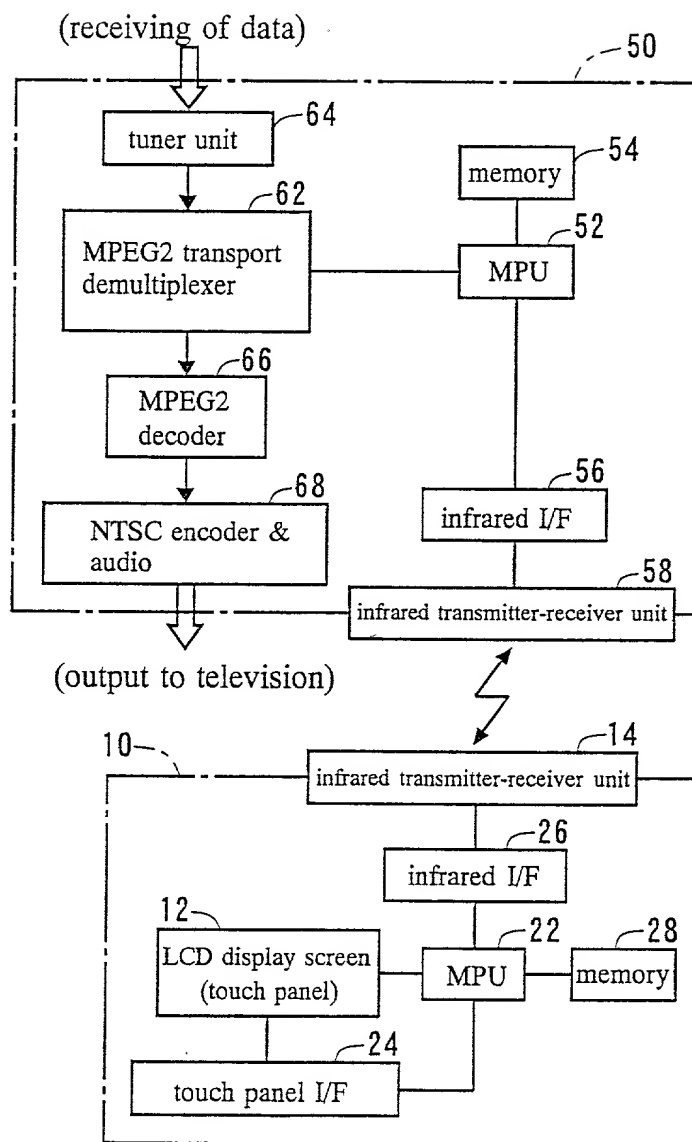 (receiving of data)
50
64
tuner unit
54
memory
62
52
MPEG2 transport
demultiplexer
MPU
66
MPEG2
decoder
56
infrared I/F
68
NTSC encoder &
audio
58
infrared transmitter-receiver unit
(output to television)
10
14
infrared transmitter-receiver unit
26
infrared I/F
12
22
28
LCD display screen
(touch panel)
MPU
memory
24
touch panel I/F